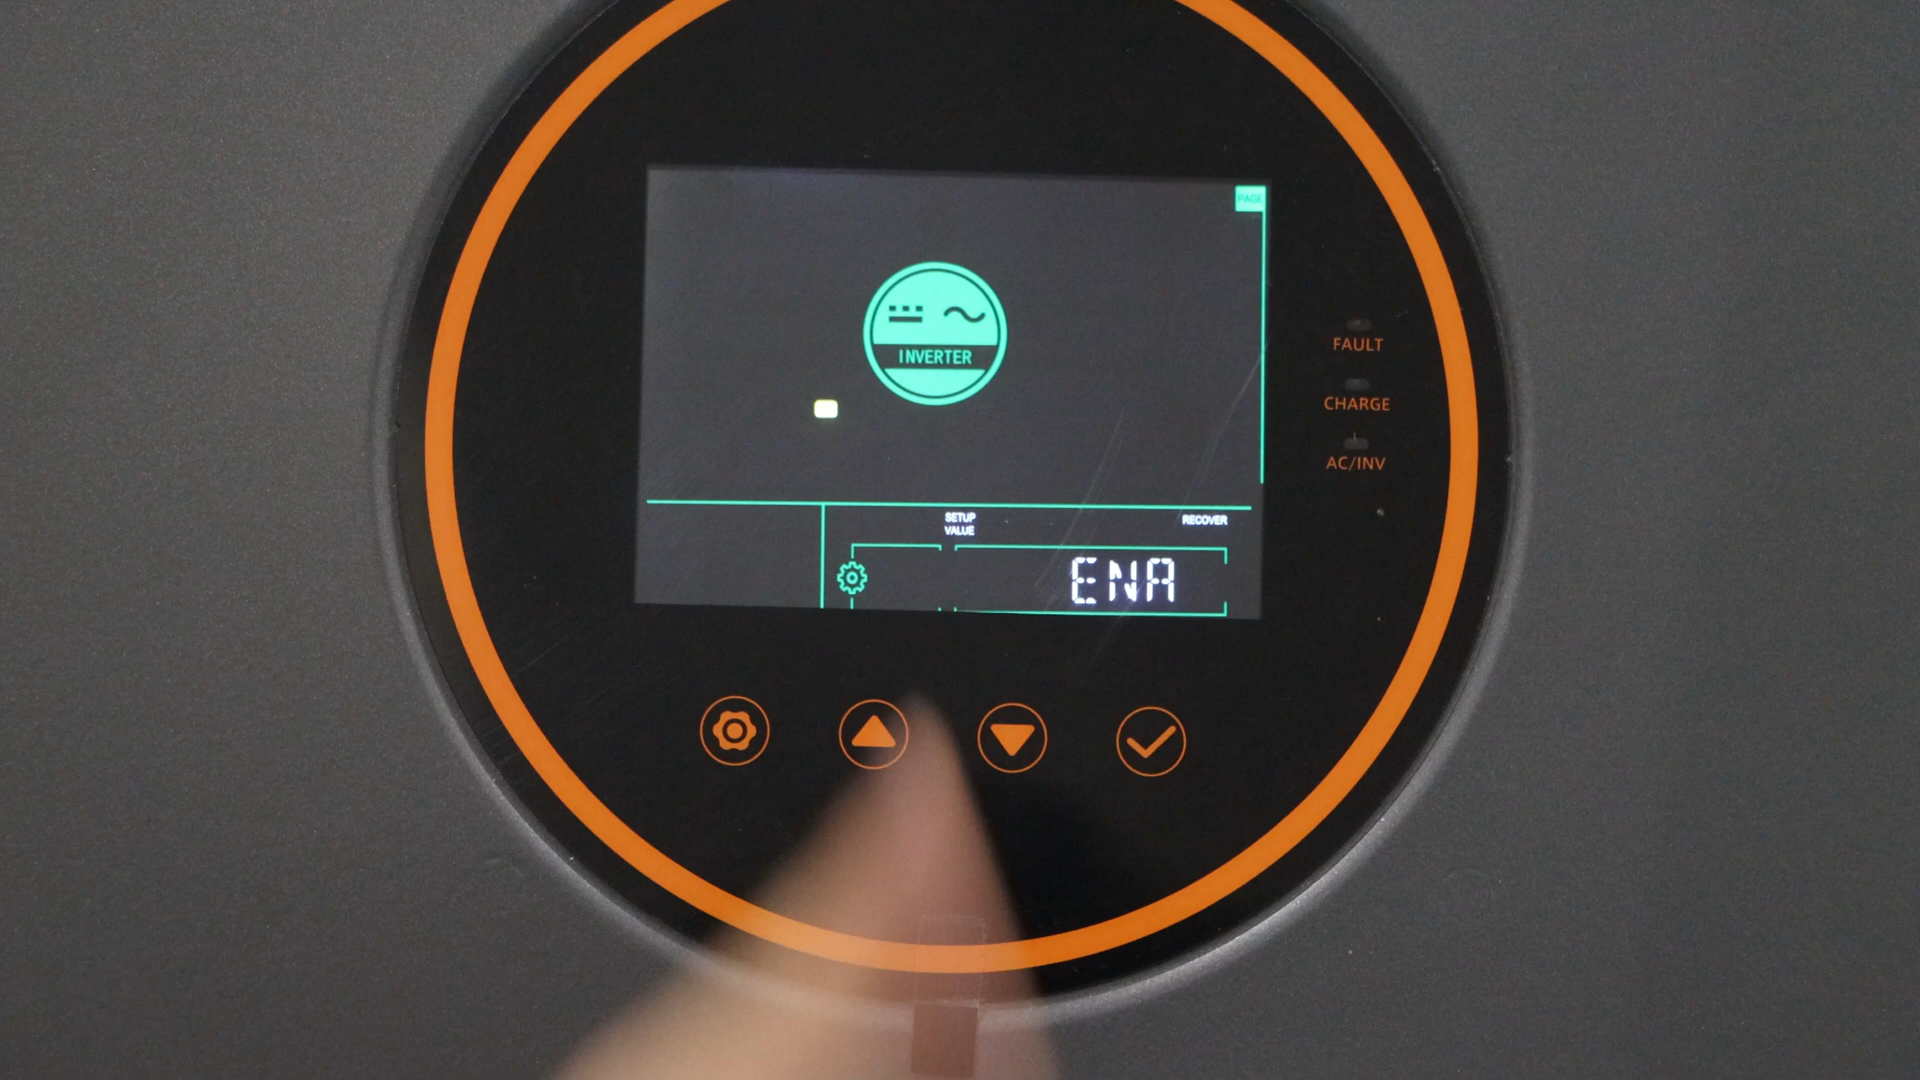 PAGE
INVERTER
FAULT
CHARGE
AC/INV
SETUP
VALUE
RECOVER
ENA